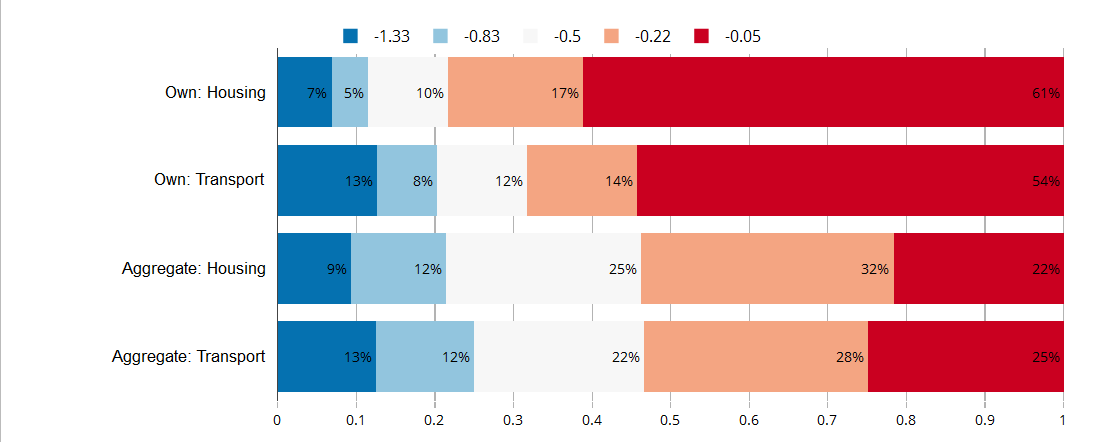 -1.33 -0.83 -0.5 -0.22 -0.05
Own: Housing 7% 5% 10% 17% 61%
Own: Transport 13% 8% 12% 14% 54%
Aggregate: Housing 9% 12% 25% 32% 22%
Aggregate: Transport 13% 12% 22% 28% 25%
0 0.1 0.2 0.3 0.4 0.5 0.6 0.7 0.8 0.9 1